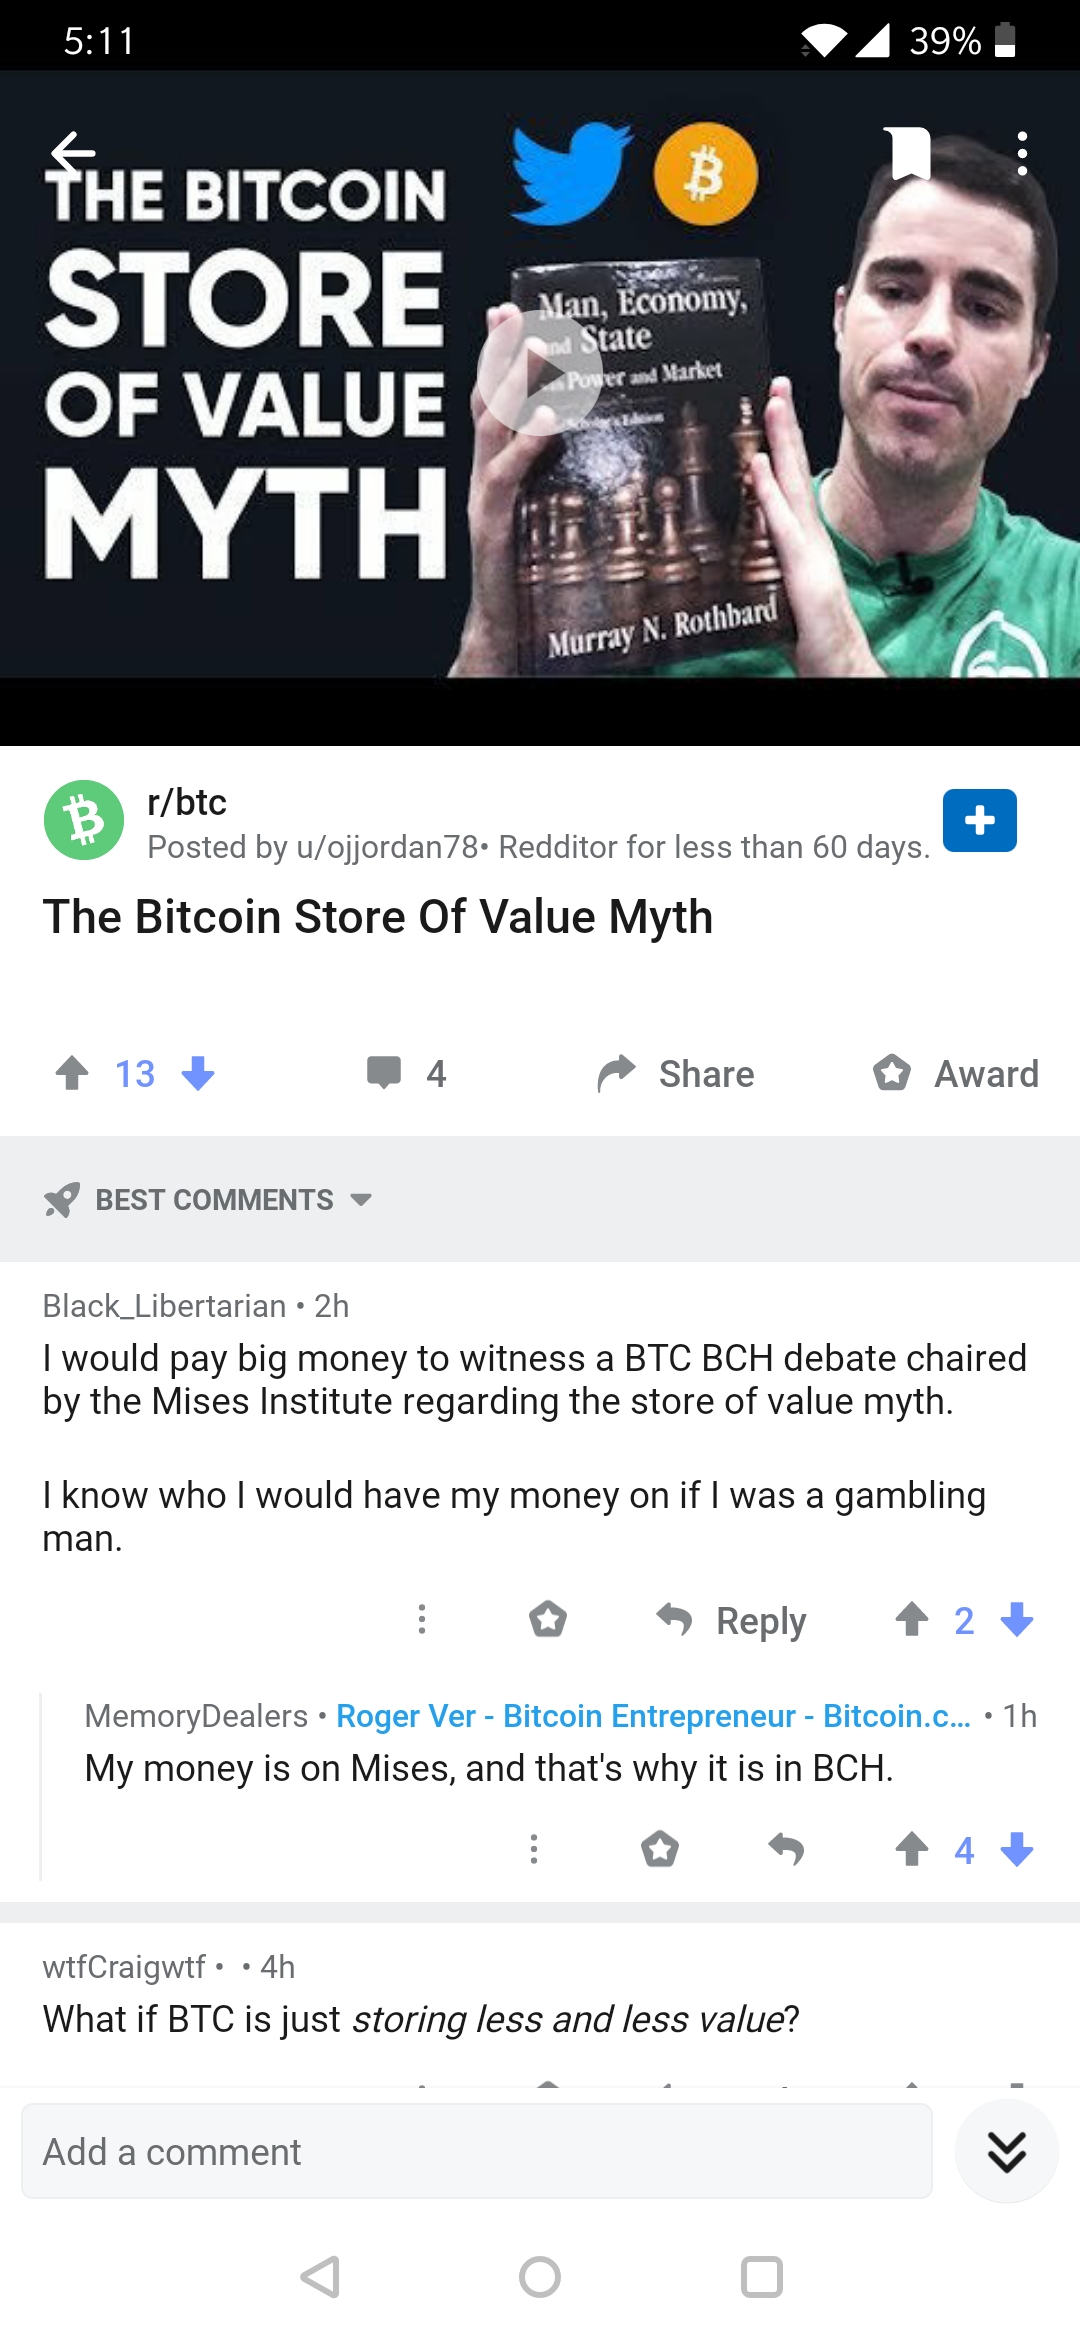 5:11
39%
THE BITCOIN
STORE
OF VALUE
MYTH
Man, Economy,
and State
Power and Market
Murray N. Rothbard
r/btc
Posted by u/ojjordan78• Redditor for less than 60 days.
The Bitcoin Store Of Value Myth
13
4
Share
Award
BEST COMMENTS
Black_Libertarian • 2h
I would pay big money to witness a BTC BCH debate chaired
by the Mises Institute regarding the store of value myth.
I know who I would have my money on if I was a gambling
man.
Reply
2
MemoryDealers • Roger Ver - Bitcoin Entrepreneur - Bitcoin.c... • 1h
My money is on Mises, and that's why it is in BCH.
4
wtfCraigwtf • • 4h
What if BTC is just storing less and less value?
Add a comment